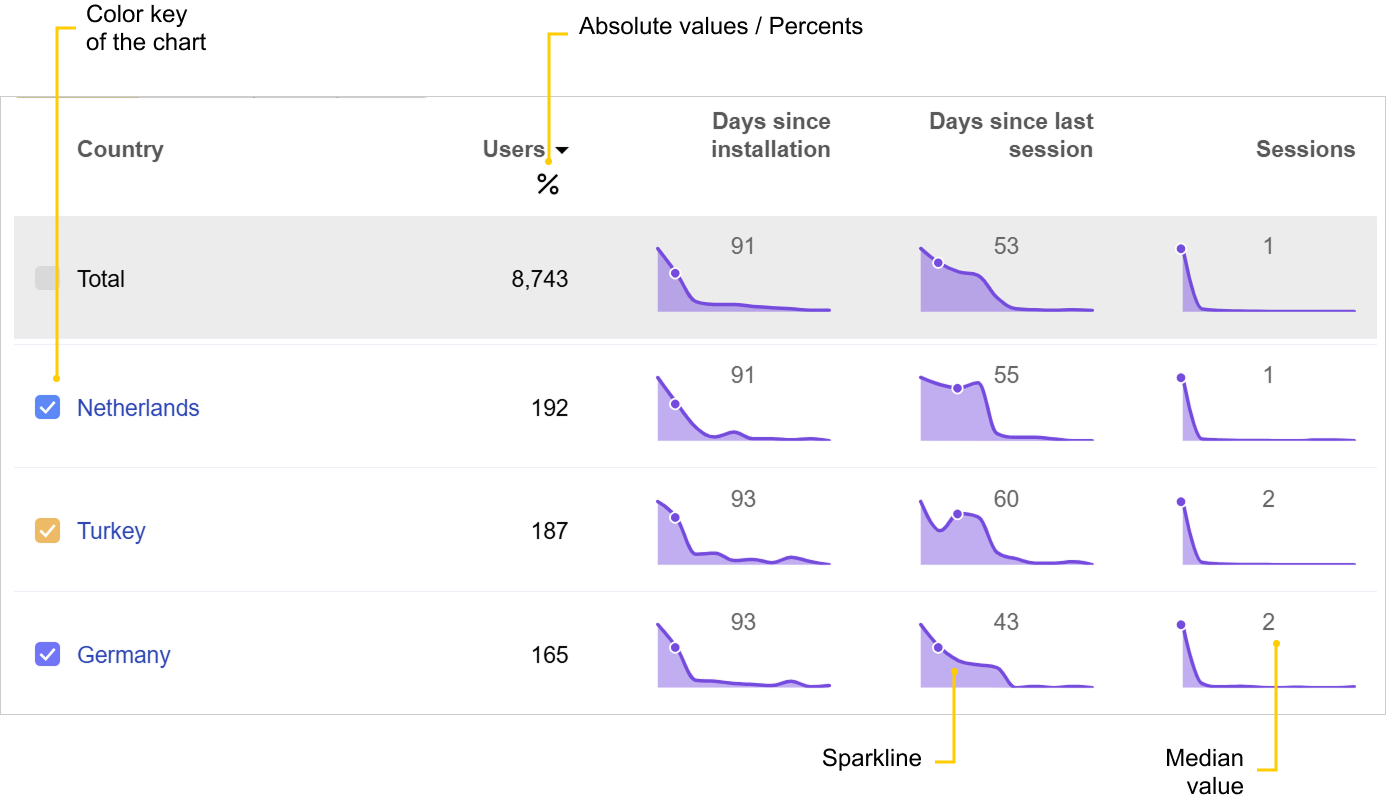 Color key
of the chart
Absolute values / Percents
Country
Users
%
Days since
installation
Days since last
session
Sessions
Total
8,743
91
53
1
Netherlands
192
91
55
1
Turkey
187
93
60
2
Germany
165
93
43
2
Sparkline
Median
value